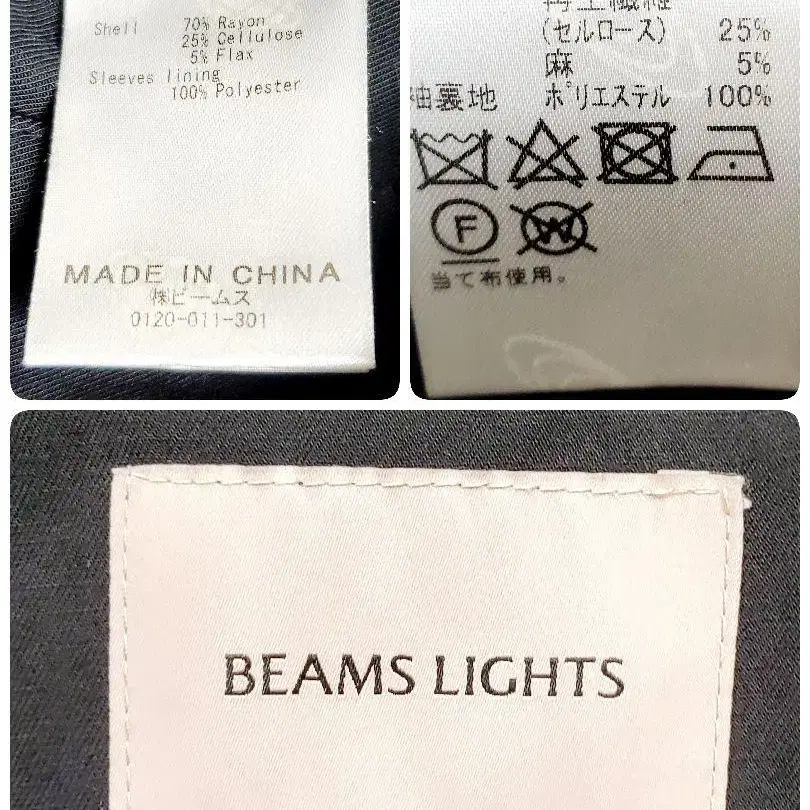 Shell 70% Rayon
25% Cellulose
5% Flax
Sleeves lining
100% Polyester
MADE IN CHINA
㈱ビームス
0120-011-301
(セルロース) 25%
麻 5%
袖裏地 ポリエステル 100%
F
W
当て布使用。
BEAMS LIGHTS